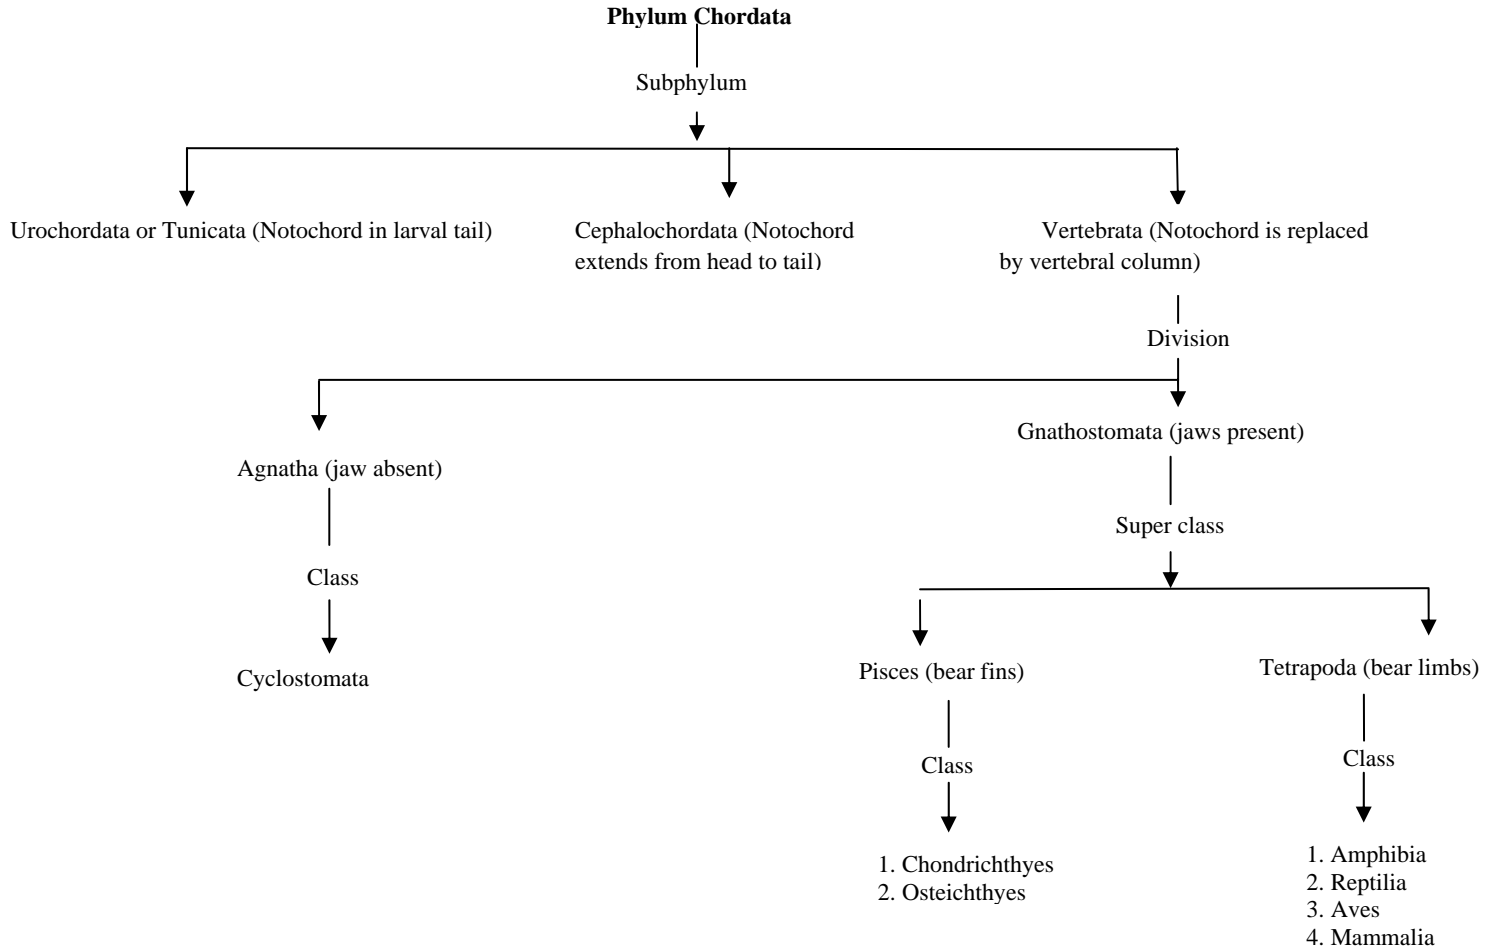 Phylum Chordata
Subphylum
Urochordata or Tunicata (Notochord in larval tail)
Cephalochordata (Notochord
extends from head to tail)
Vertebrata (Notochord is replaced
by vertebral column)
Division
Agnatha (jaw absent)
Gnathostomata (jaws present)
Class
Cyclostomata
Super class
Pisces (bear fins)
Tetrapoda (bear limbs)
Class
Class
1. Chondrichthyes
2. Osteichthyes
1. Amphibia
2. Reptilia
3. Aves
4. Mammalia